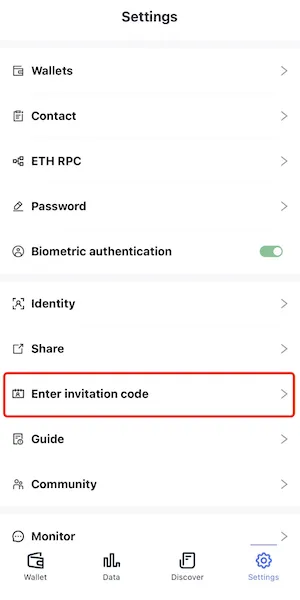 Settings
Wallets
Contact
ETH RPC
Password
Biometric authentication
Identity
Share
Enter invitation code
Guide
Community
Monitor
Wallet Data Discover Settings